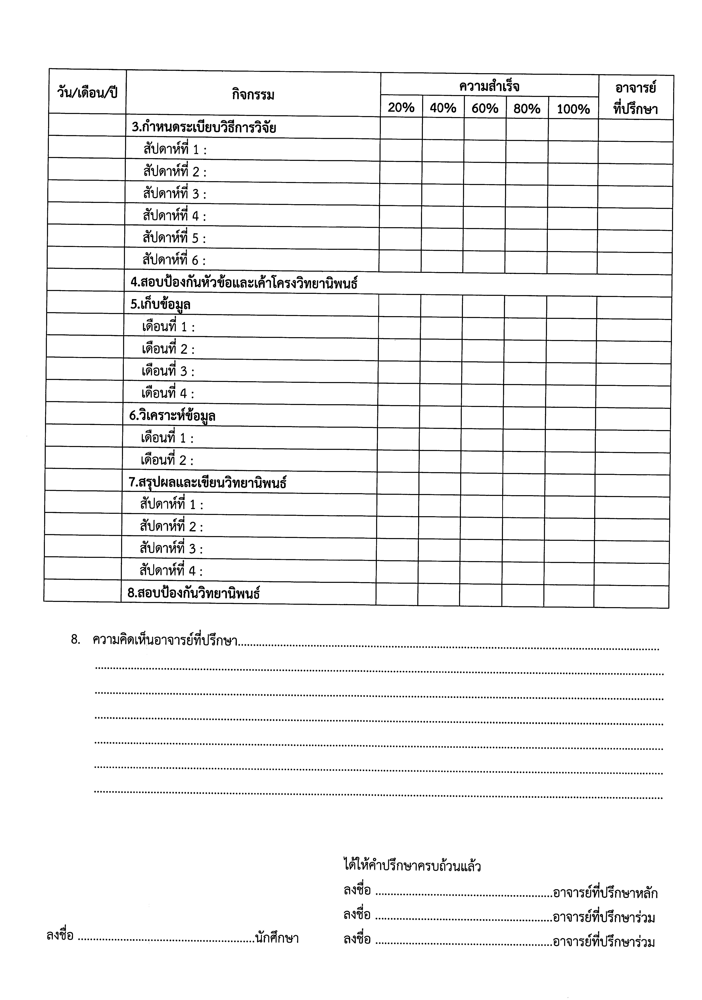 วัน/เดือน/ปี กิจกรรม ความสำเร็จ อาจารย์ที่ปรึกษา
20% 40% 60% 80% 100%
3.กำหนดระเบียบวิธีการวิจัย
สัปดาห์ที่ 1 :
สัปดาห์ที่ 2 :
สัปดาห์ที่ 3 :
สัปดาห์ที่ 4 :
สัปดาห์ที่ 5 :
สัปดาห์ที่ 6 :
4.สอบป้องกันหัวข้อและเค้าโครงวิทยานิพนธ์
5.เก็บข้อมูล
เดือนที่ 1 :
เดือนที่ 2 :
เดือนที่ 3 :
เดือนที่ 4 :
6.วิเคราะห์ข้อมูล
เดือนที่ 1 :
เดือนที่ 2 :
7.สรุปผลและเขียนวิทยานิพนธ์
สัปดาห์ที่ 1 :
สัปดาห์ที่ 2 :
สัปดาห์ที่ 3 :
สัปดาห์ที่ 4 :
8.สอบป้องกันวิทยานิพนธ์
8. ความคิดเห็นอาจารย์ที่ปรึกษา....................
ได้ให้คำปรึกษาครบถ้วนแล้ว
ลงชื่อ ....................อาจารย์ที่ปรึกษาหลัก
ลงชื่อ ....................อาจารย์ที่ปรึกษาร่วม
ลงชื่อ ....................นักศึกษา ลงชื่อ ....................อาจารย์ที่ปรึกษาร่วม